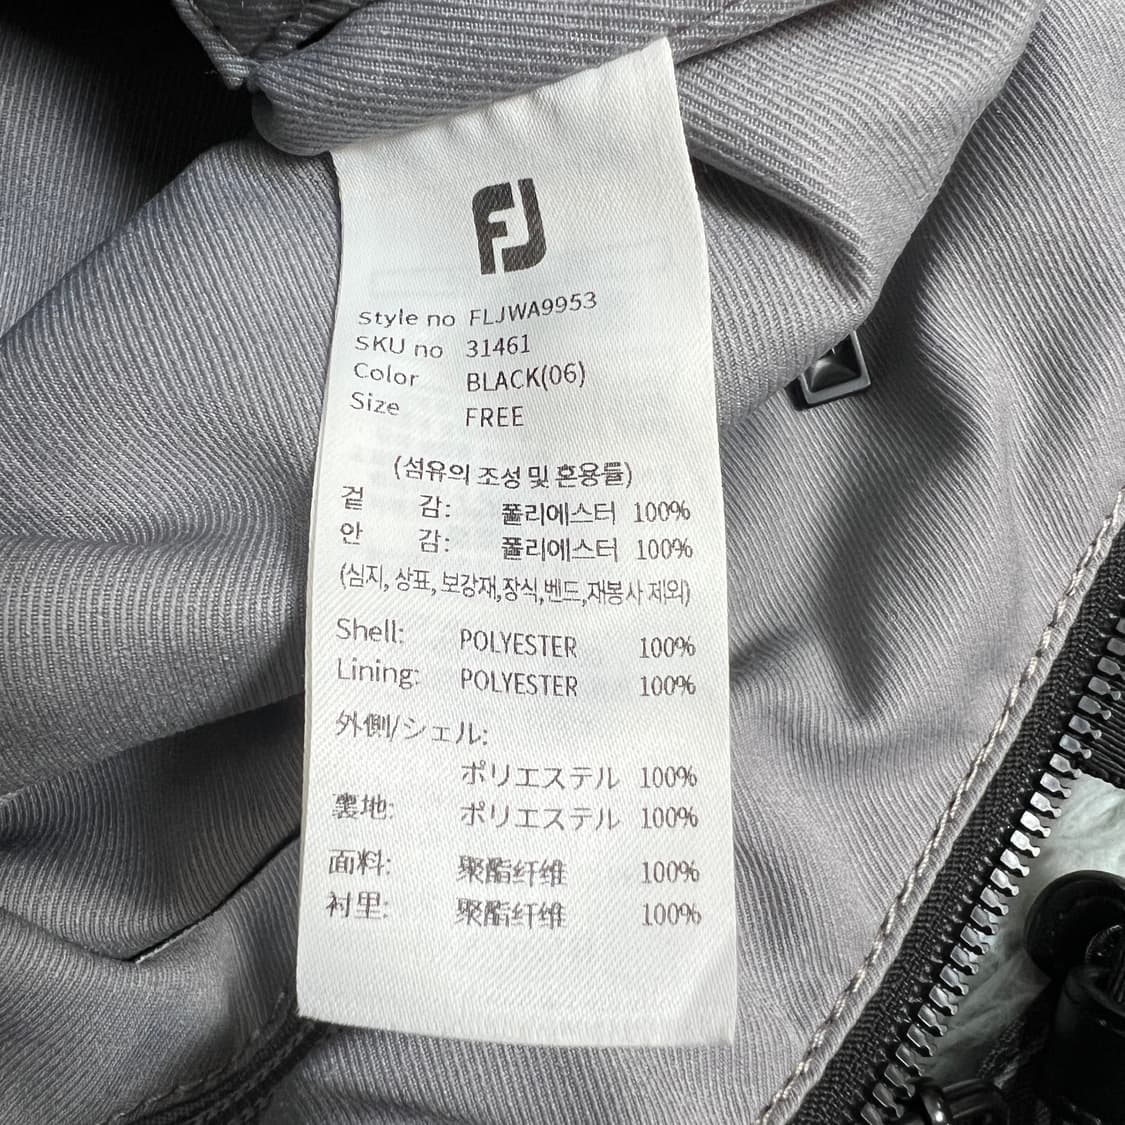 FJ
Style no FLJWA9953
SKU no 31461
Color BLACK(06)
Size FREE
(섬유의 조성 및 혼용률)
겉 감: 폴리에스터 100%
안 감: 폴리에스터 100%
(심지, 상표, 보강재,장식,벤드,재봉사 제외)
Shell: POLYESTER 100%
Lining: POLYESTER 100%
外側/シェル:
ポリエステル 100%
裏地: ポリエステル 100%
面料: 聚酯纤维 100%
衬里: 聚酯纤维 100%